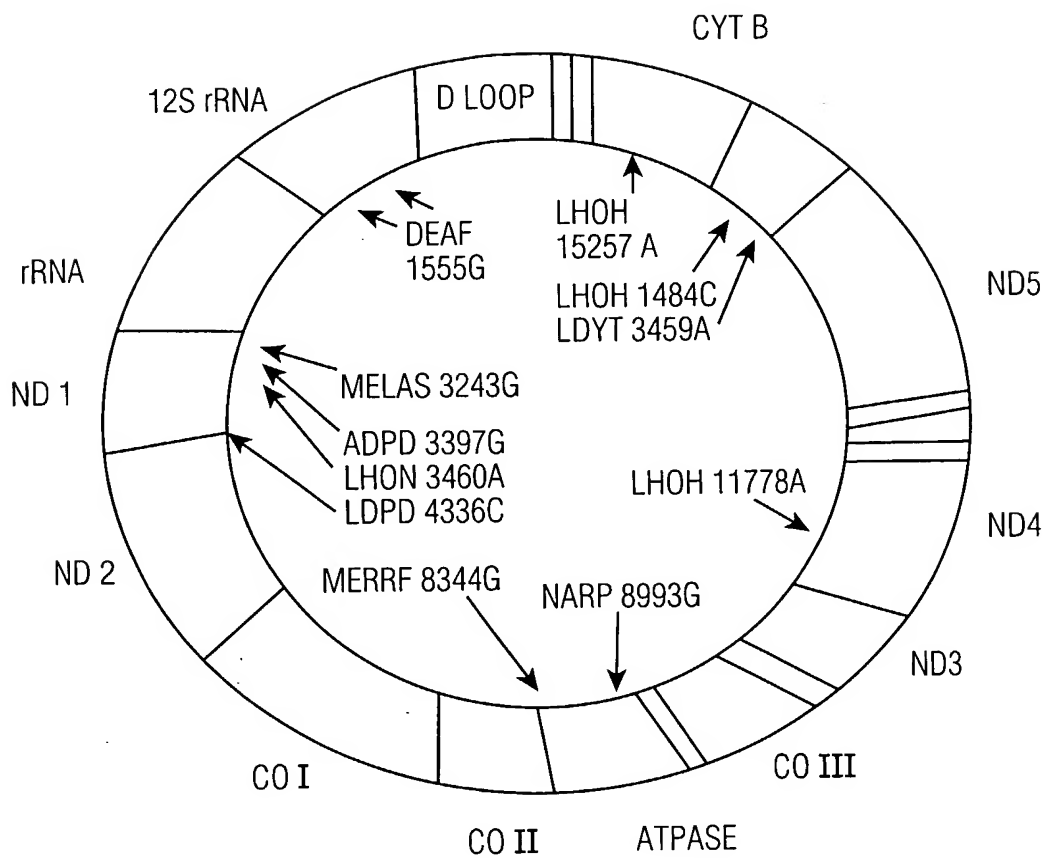 CYT B
12S rRNA
D LOOP
DEAF
1555G
LHOH
15257 A
rRNA
LHOH 1484C
LDYT 3459A
ND5
ND 1
MELAS 3243G
ADPD 3397G
LHON 3460A
LDPD 4336C
LHOH 11778A
ND4
ND 2
MERRF 8344G
NARP 8993G
ND3
CO I
CO III
CO II
ATPASE